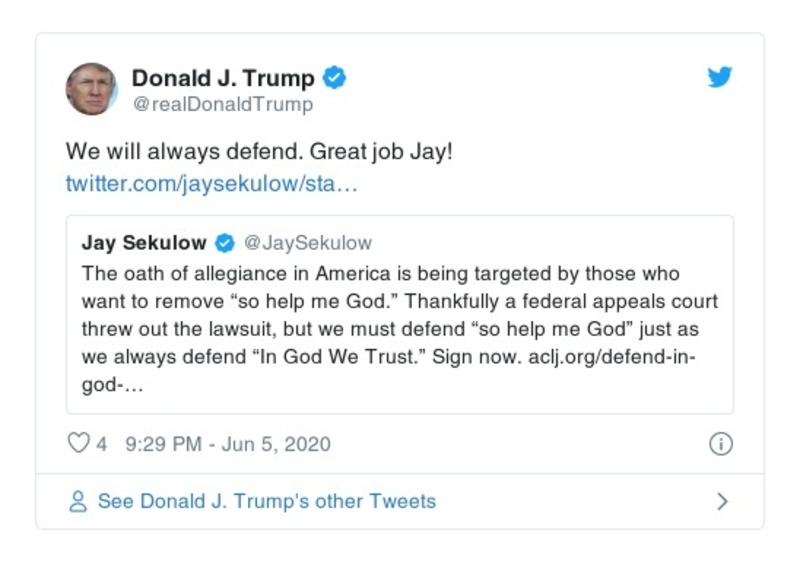 Donald J. Trump
@realDonaldTrump
We will always defend. Great job Jay!
twitter.com/jaysekulow/sta…
Jay Sekulow @JaySekulow
The oath of allegiance in America is being targeted by those who
want to remove “so help me God.” Thankfully a federal appeals court
threw out the lawsuit, but we must defend “so help me God” just as
we always defend “In God We Trust.” Sign now. aclj.org/defend-in-
god-…
4 9:29 PM - Jun 5, 2020
See Donald J. Trump's other Tweets